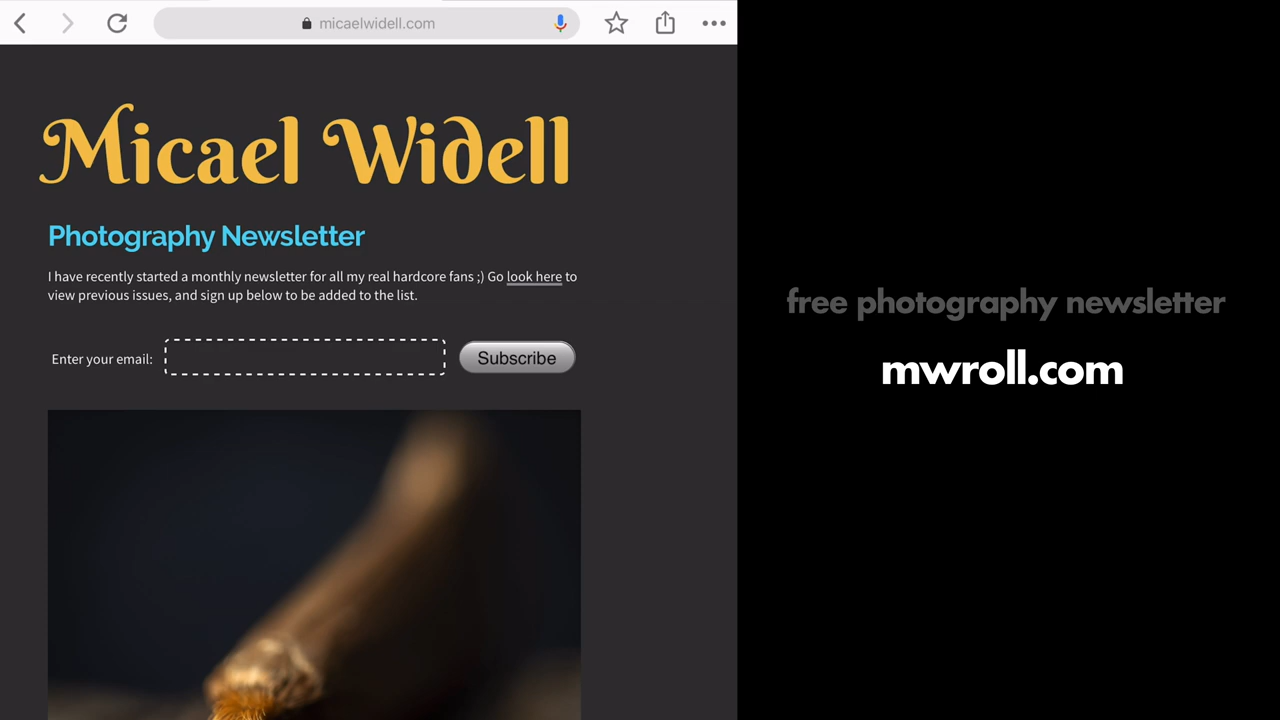 micaelwidell.com
Micael Widell
Photography Newsletter
I have recently started a monthly newsletter for all my real hardcore fans ;) Go look here to
view previous issues, and sign up below to be added to the list.
Enter your email:
Subscribe
free photography newsletter
mwroll.com